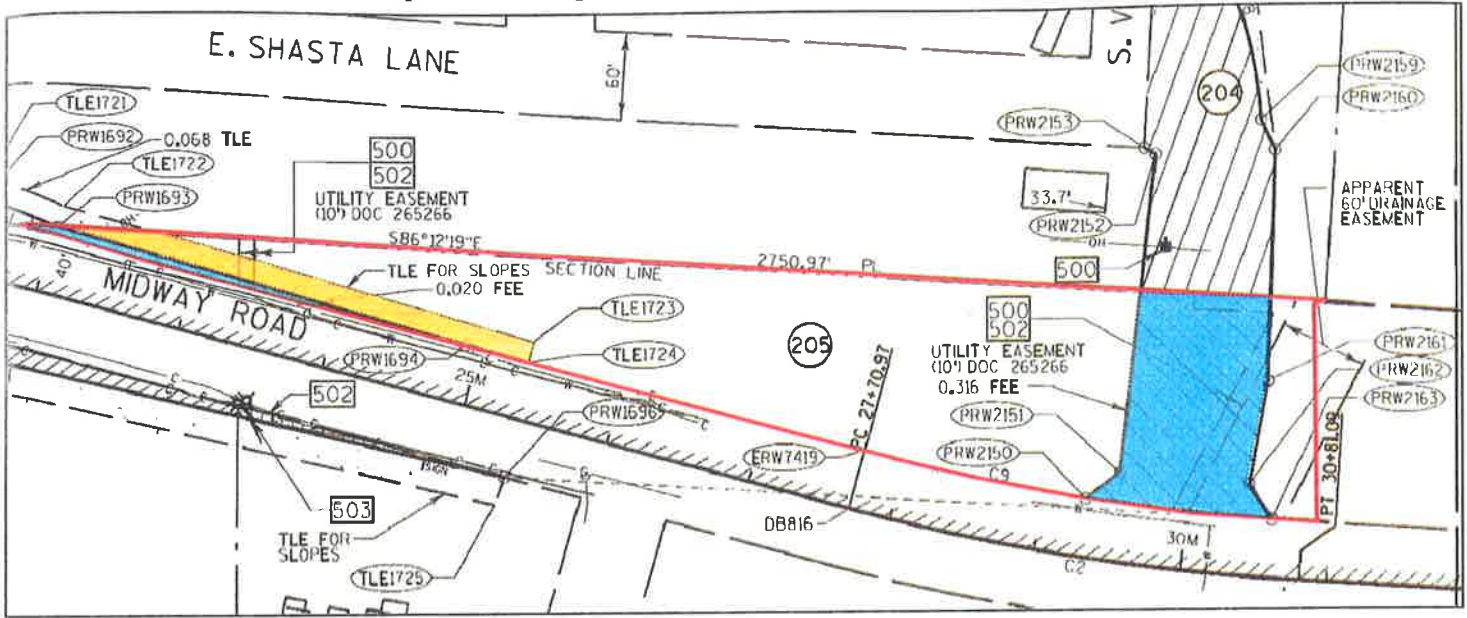 E. SHASTA LANE
60'
S. V
204
PRW2159
PRW2160
TLE1721
PRW1692
0.068 TLE
TLE1722
PRW1693
500
502
UTILITY EASEMENT
(10') DOC 265266
PRW2153
33.7'
PRW2152
OH
500
APPARENT
60' DRAINAGE
EASEMENT
S86°12'19"E
2750.97'
TLE FOR SLOPES
SECTION LINE
0.020 FEE
40'
MIDWAY ROAD
TLE1723
TLE1724
PRW1694
25M
205
500
502
UTILITY EASEMENT
(10') DOC 265266
0.316 FEE
PRW2151
PRW2161
PRW2162
PRW2163
502
PRW1696
SIGN
ERW7419
PC 27+70.97
PRW2150
C9
PT 30+81.09
503
TLE FOR
SLOPES
TLE1725
DB816
30M
C2